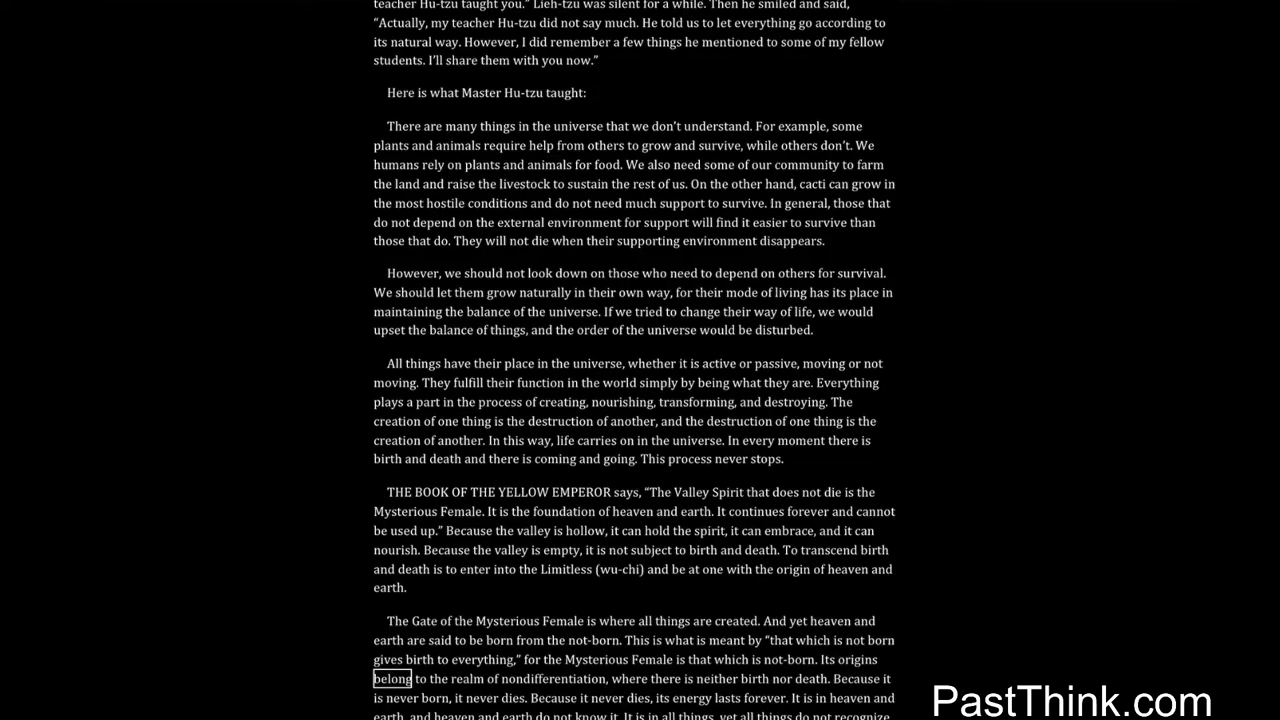 teacher Hu-tzu taught you.” Lieh-tzu was silent for a while. Then he smiled and said,
“Actually, my teacher Hu-tzu did not say much. He told us to let everything go according to
its natural way. However, I did remember a few things he mentioned to some of my fellow
students. I’ll share them with you now.”
Here is what Master Hu-tzu taught:
There are many things in the universe that we don’t understand. For example, some
plants and animals require help from others to grow and survive, while others don’t. We
humans rely on plants and animals for food. We also need some of our community to farm
the land and raise the livestock to sustain the rest of us. On the other hand, cacti can grow in
the most hostile conditions and do not need much support to survive. In general, those that
do not depend on the external environment for support will find it easier to survive than
those that do. They will not die when their supporting environment disappears.
However, we should not look down on those who need to depend on others for survival.
We should let them grow naturally in their own way, for their mode of living has its place in
maintaining the balance of the universe. If we tried to change their way of life, we would
upset the balance of things, and the order of the universe would be disturbed.
All things have their place in the universe, whether it is active or passive, moving or not
moving. They fulfill their function in the world simply by being what they are. Everything
plays a part in the process of creating, nourishing, transforming, and destroying. The
creation of one thing is the destruction of another, and the destruction of one thing is the
creation of another. In this way, life carries on in the universe. In every moment there is
birth and death and there is coming and going. This process never stops.
THE BOOK OF THE YELLOW EMPEROR says, “The Valley Spirit that does not die is the
Mysterious Female. It is the foundation of heaven and earth. It continues forever and cannot
be used up.” Because the valley is hollow, it can hold the spirit, it can embrace, and it can
nourish. Because the valley is empty, it is not subject to birth and death. To transcend birth
and death is to enter into the Limitless (wu-chi) and be at one with the origin of heaven and
earth.
The Gate of the Mysterious Female is where all things are created. And yet heaven and
earth are said to be born from the not-born. This is what is meant by “that which is not born
gives birth to everything,” for the Mysterious Female is that which is not-born. Its origins
belong to the realm of nondifferentiation, where there is neither birth nor death. Because it
is never born, it never dies. Because it never dies, its energy lasts forever. It is in heaven and
earth, and heaven and earth do not know it. It is in all things, yet all things do not recognize
PastThink.com